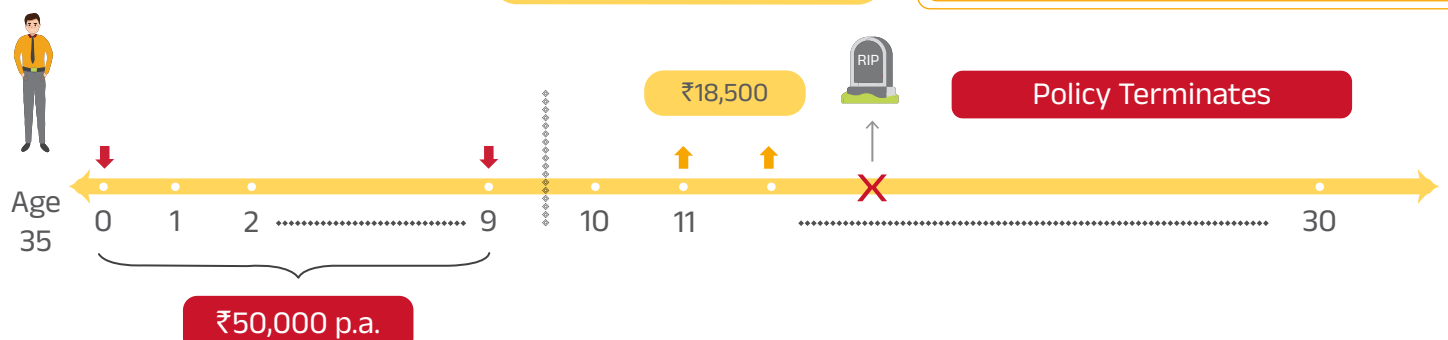 RIP
₹18,500
Policy Terminates
Age
35
0 1 2 9 10 11 30
₹50,000 p.a.